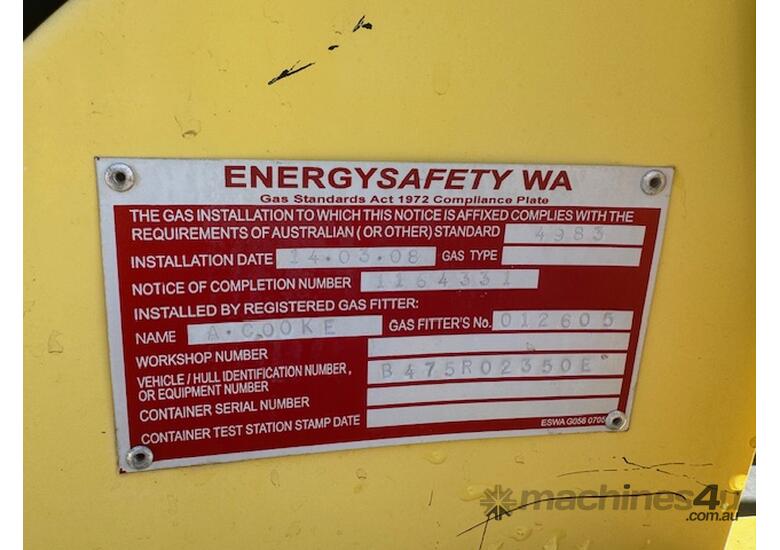 ENERGYSAFETY WA
Gas Standards Act 1972 Compliance Plate
THE GAS INSTALLATION TO WHICH THIS NOTICE IS AFFIXED COMPLIES WITH THE
REQUIREMENTS OF AUSTRALIAN ( OR OTHER) STANDARD 4983
INSTALLATION DATE 14.03.08 GAS TYPE
NOTICE OF COMPLETION NUMBER 1164331
INSTALLED BY REGISTERED GAS FITTER:
NAME A.COOKE GAS FITTER'S No. 012605
WORKSHOP NUMBER
VEHICLE / HULL IDENTIFICATION NUMBER,
OR EQUIPMENT NUMBER B475R02350E
CONTAINER SERIAL NUMBER
CONTAINER TEST STATION STAMP DATE
ESWA G056 0705
machines4u
.com.au